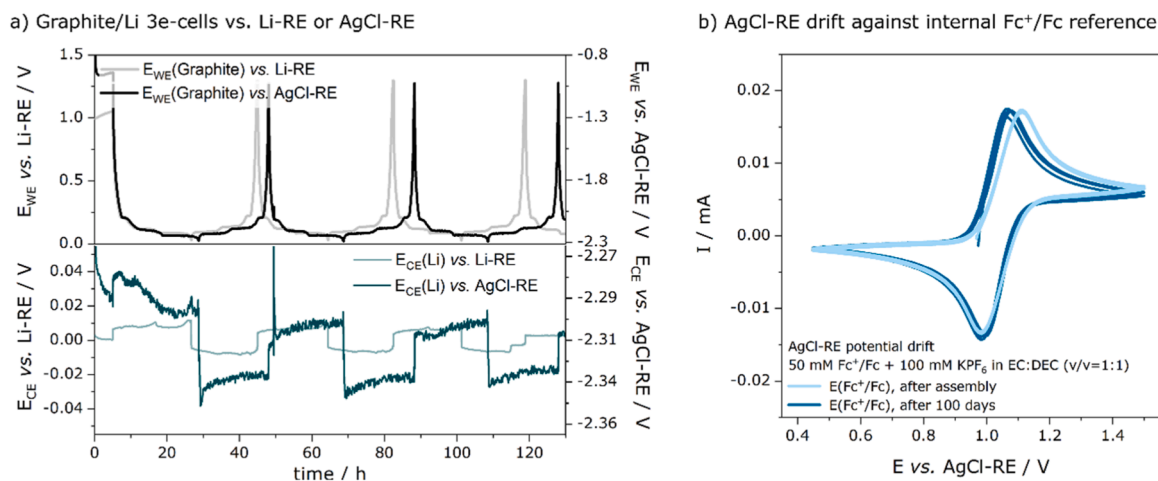 a) Graphite/Li 3e-cells vs. Li-RE or AgCl-RE
E_WE vs. Li-RE / V
1.5
1.0
0.5
0.0
E_WE(Graphite) vs. Li-RE
E_WE(Graphite) vs. AgCl-RE
-0.8
-1.3
-1.8
-2.3
E_WE vs. AgCl-RE / V
E_CE vs. Li-RE / V
0.04
0.02
0.00
-0.02
-0.04
E_CE(Li) vs. Li-RE
E_CE(Li) vs. AgCl-RE
-2.27
-2.29
-2.31
-2.34
-2.36
E_CE vs. AgCl-RE / V
0 20 40 60 80 100 120
time / h
b) AgCl-RE drift against internal Fc⁺/Fc reference
I / mA
0.02
0.01
0.00
-0.01
-0.02
AgCl-RE potential drift
50 mM Fc⁺/Fc + 100 mM KPF₆ in EC:DEC (v/v=1:1)
E(Fc⁺/Fc), after assembly
E(Fc⁺/Fc), after 100 days
0.4 0.6 0.8 1.0 1.2 1.4
E vs. AgCl-RE / V